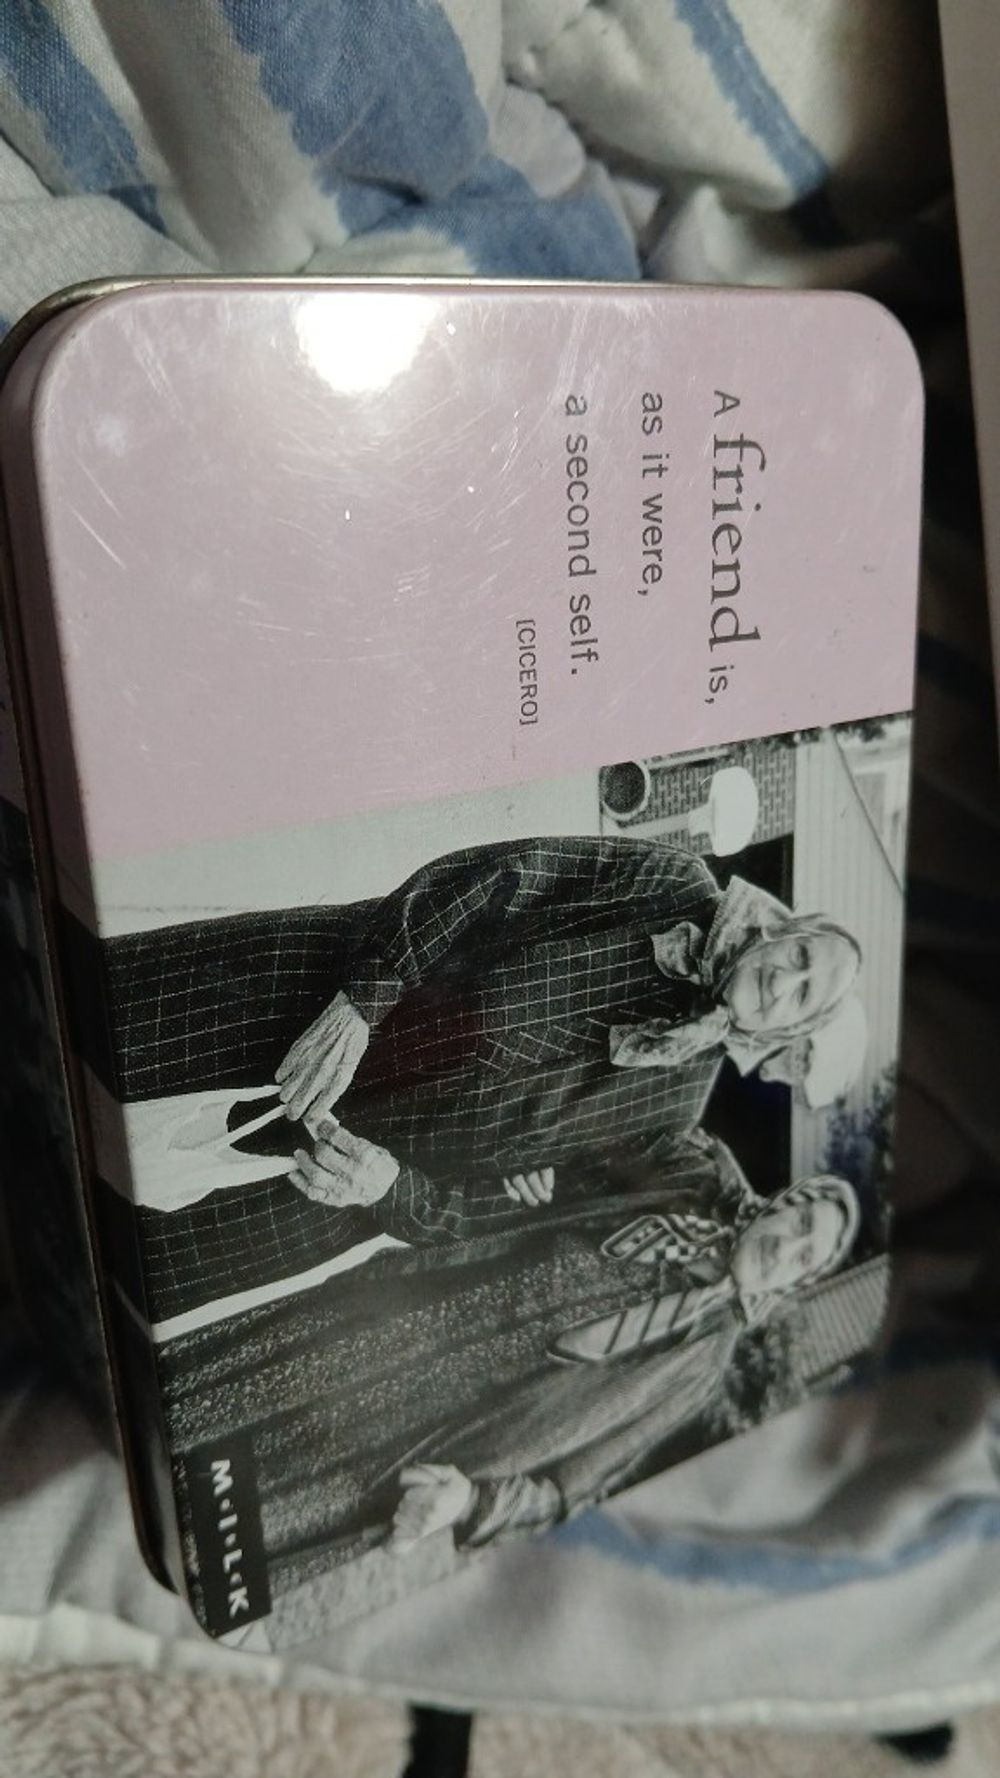 A friend is,
as it were,
a second self.
[CICERO]
M·I·L·K